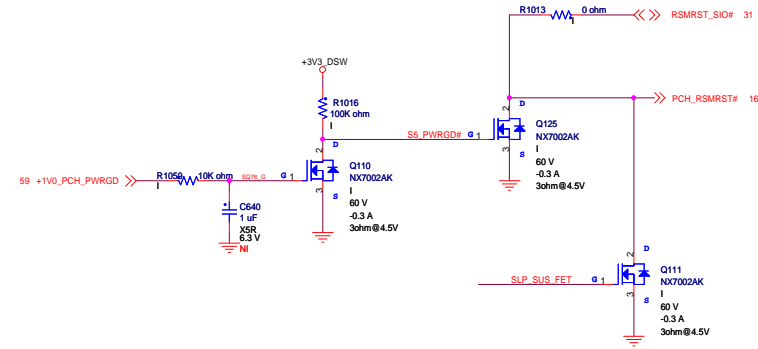 R1013 0 ohm
I
RSMRST_SIO# 31
+3V3_DSW
R1016
100K ohm
I
PCH_RSMRST# 16
D
2
S5_PWRGD# G 1
3
S
Q125
NX7002AK
I
60 V
-0.3 A
3ohm@4.5V
D
2
59 +1V0_PCH_PWRGD
R1059 10K ohm
I
SQ76_G G 1
3
S
Q110
NX7002AK
I
60 V
-0.3 A
3ohm@4.5V
C640
1 uF
X5R
6.3 V
NI
D
2
SLP_SUS_FET G 1
3
S
Q111
NX7002AK
I
60 V
-0.3 A
3ohm@4.5V